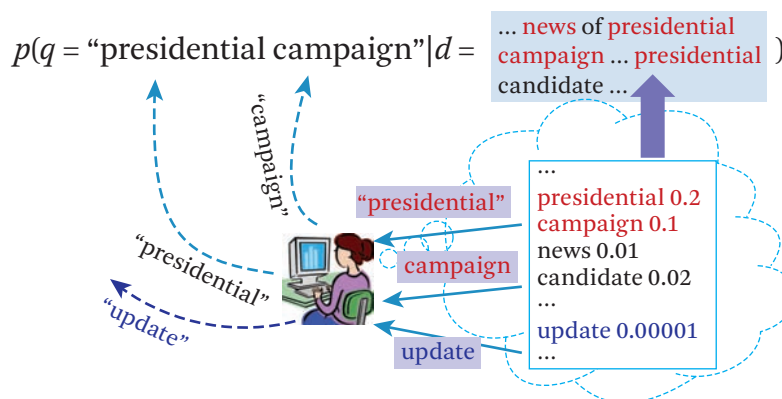 p(q = “presidential campaign”|d =
... news of presidential
campaign ... presidential
candidate ...
)
“campaign”
“presidential”
“update”
“presidential”
campaign
update
...
presidential 0.2
campaign 0.1
news 0.01
candidate 0.02
...
update 0.00001
...